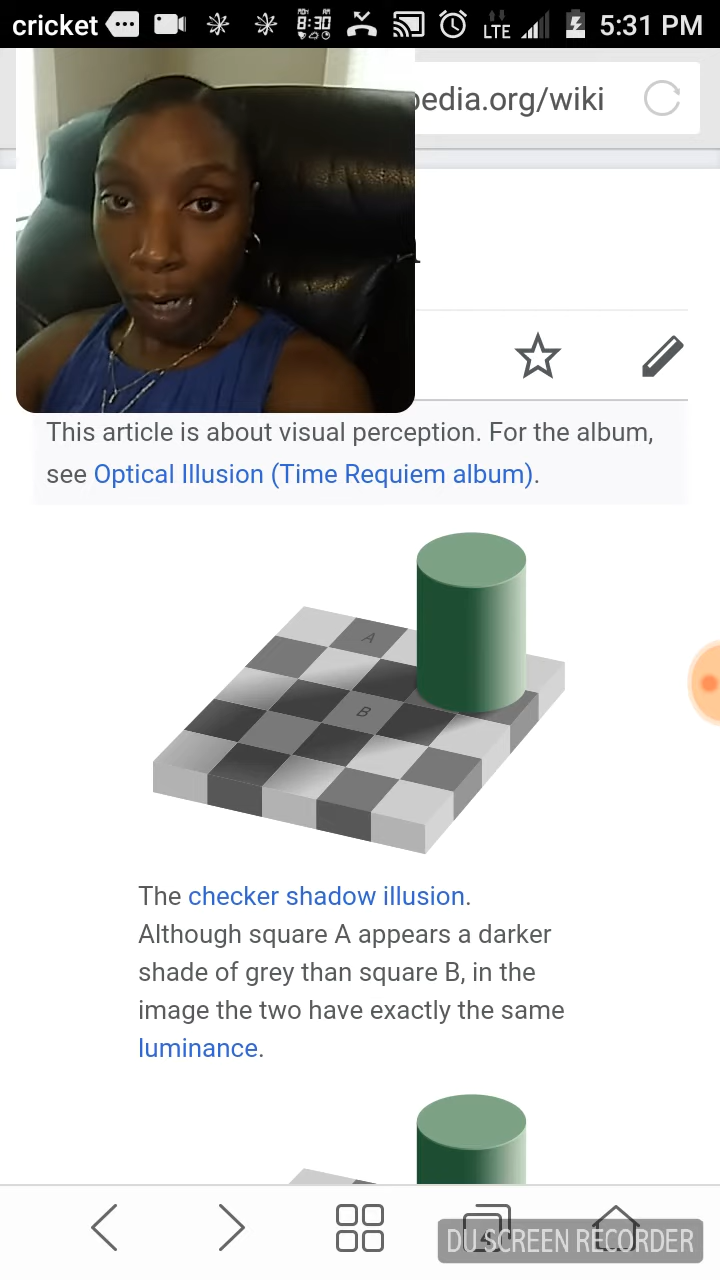 cricket 8:30 LTE 5:31 PM
pedia.org/wiki
This article is about visual perception. For the album,
see Optical Illusion (Time Requiem album).
A
B
The checker shadow illusion.
Although square A appears a darker
shade of grey than square B, in the
image the two have exactly the same
luminance.
DU SCREEN RECORDER